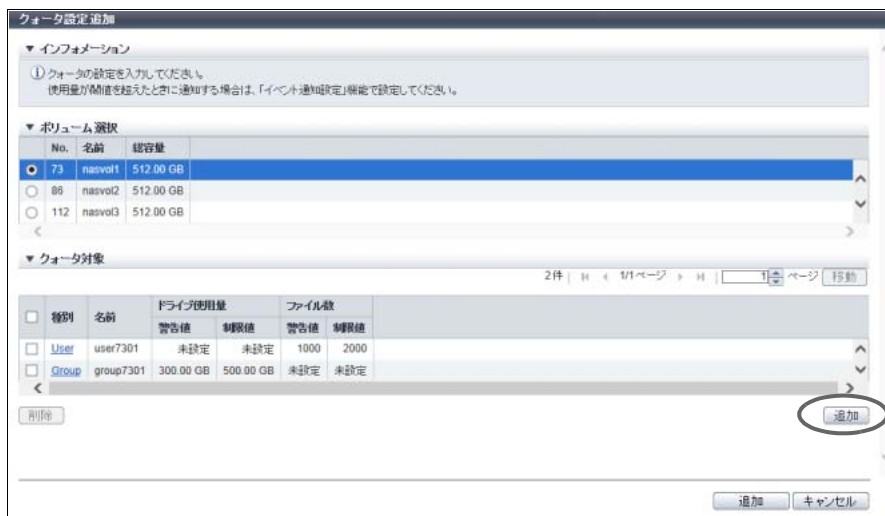 クォータ設定追加
▼ インフォメーション
クォータの設定を入力してください。
使用量が閾値を超えたときに通知する場合は、「イベント通知設定」機能で設定してください。
▼ ボリューム選択
No. 名前 総容量
73 nasvol1 512.00 GB
86 nasvol2 512.00 GB
112 nasvol3 512.00 GB
▼ クォータ対象
2件 1/1ページ 1 ページ 移動
種別 名前 ドライブ使用量 ファイル数
警告値 制限値 警告値 制限値
User user7301 未設定 未設定 1000 2000
Group group7301 300.00 GB 500.00 GB 未設定 未設定
削除 追加
追加 キャンセル